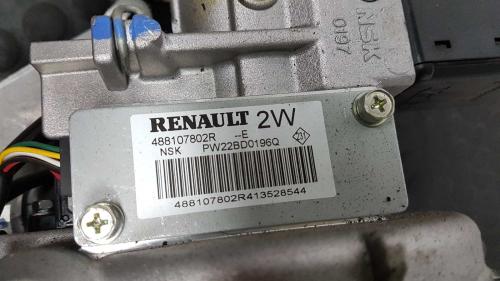 NSK
0197
RENAULT 2W
488107802R --E
NSK PW22BD0196Q
488107802R413528544